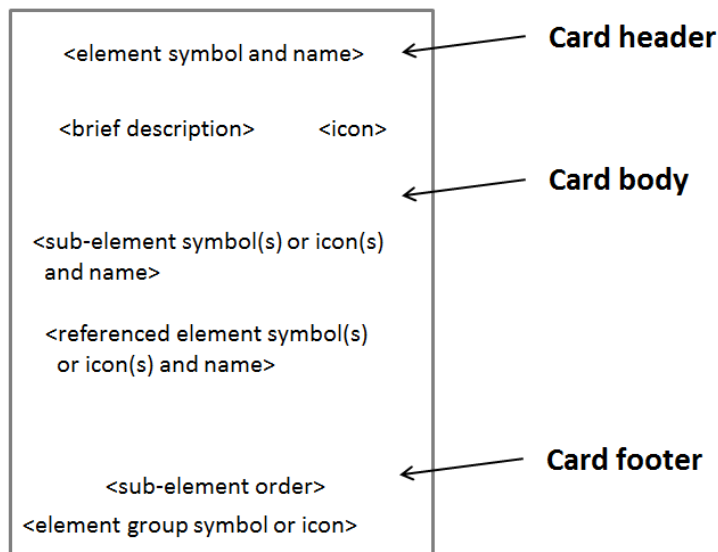 <element symbol and name>
Card header
<brief description> <icon>
Card body
<sub-element symbol(s) or icon(s)
and name>
<referenced element symbol(s)
or icon(s) and name>
Card footer
<sub-element order>
<element group symbol or icon>